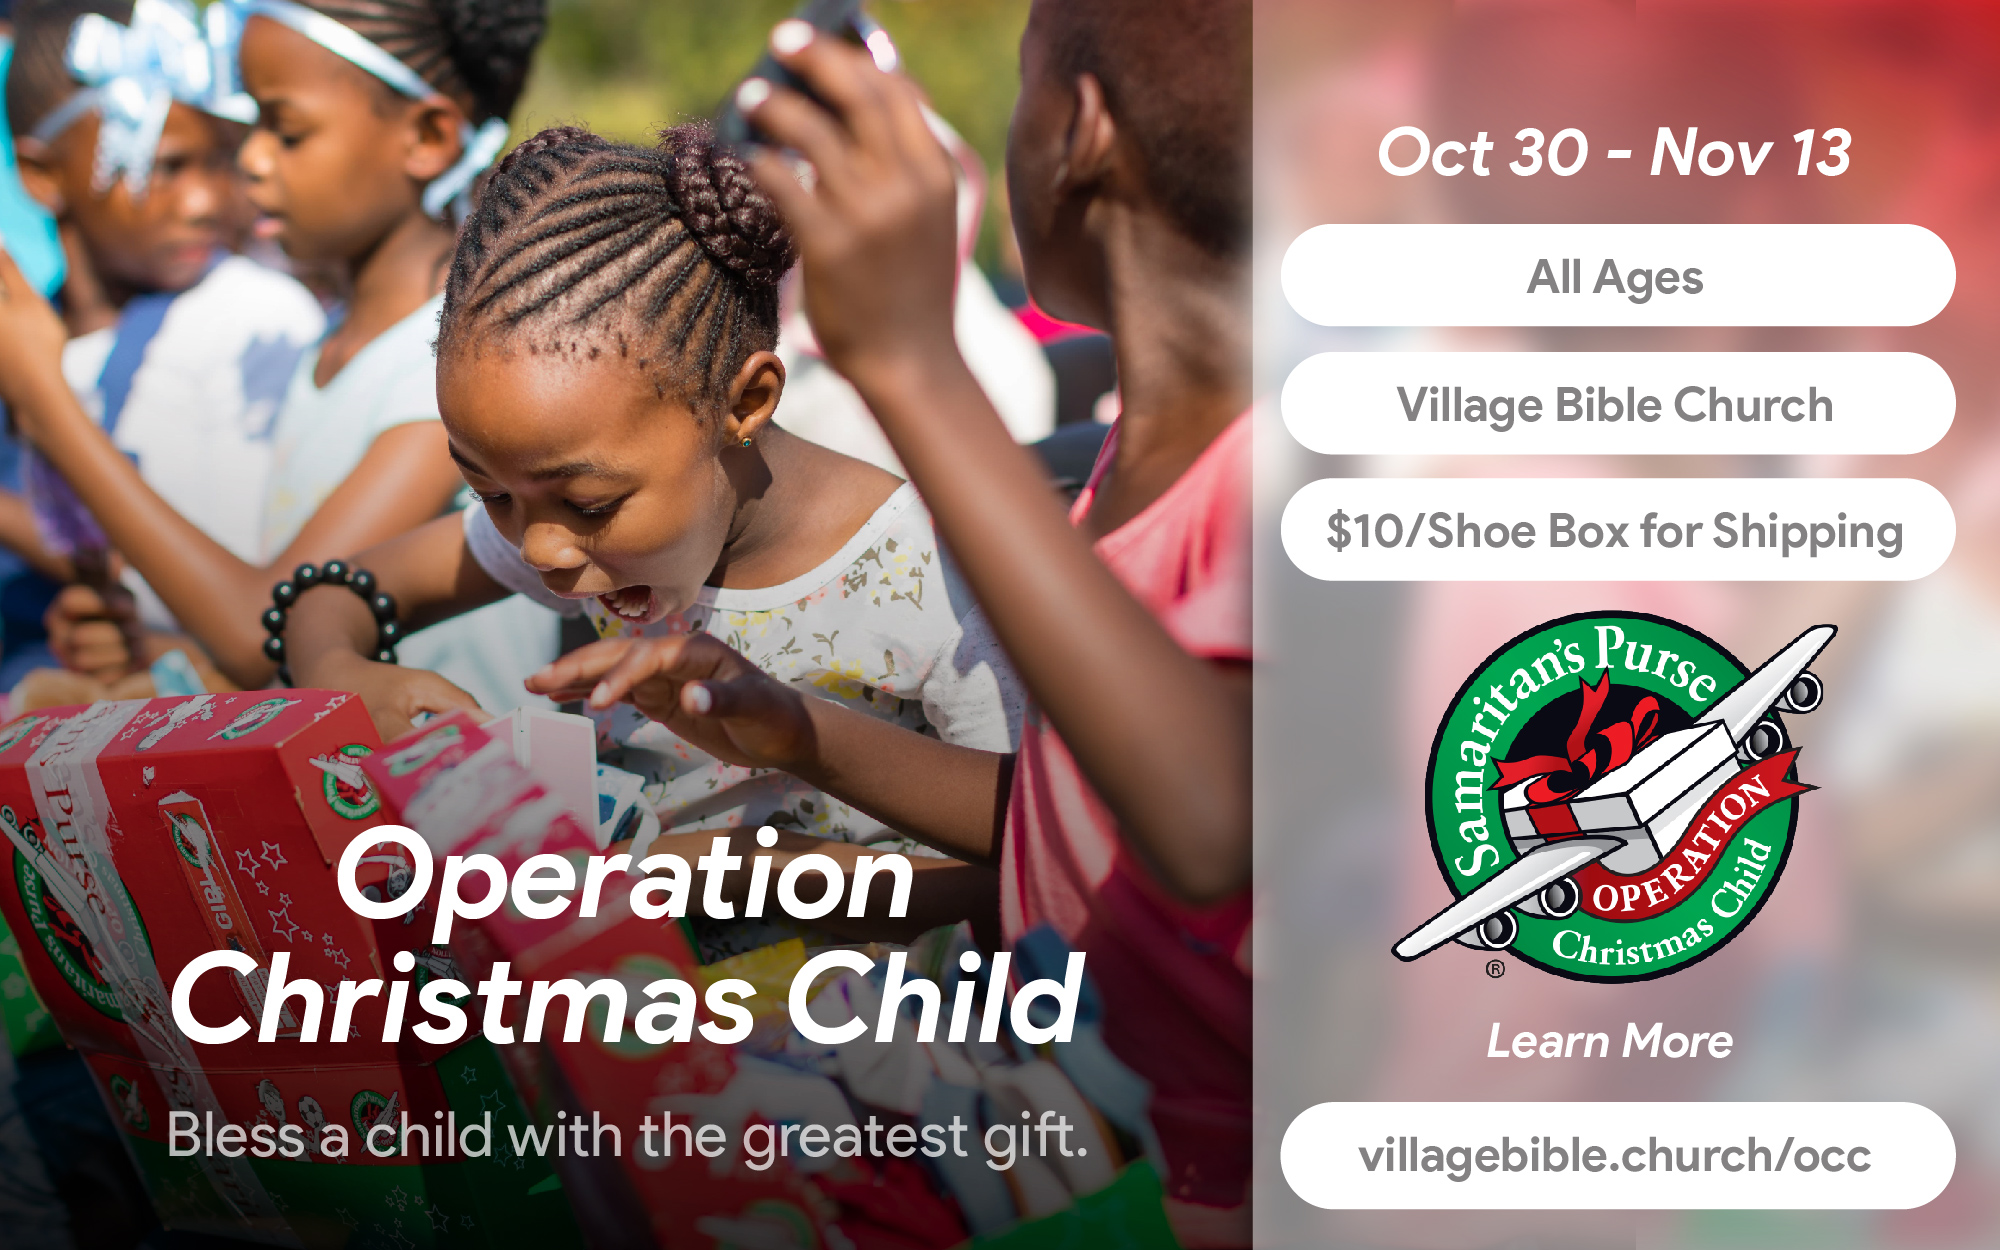 Oct 30 - Nov 13
All Ages
Village Bible Church
$10/Shoe Box for Shipping
Samaritan's Purse
OPERATION
Christmas Child
®
Learn More
villagebible.church/occ
Operation
Christmas Child
Bless a child with the greatest gift.
Purse